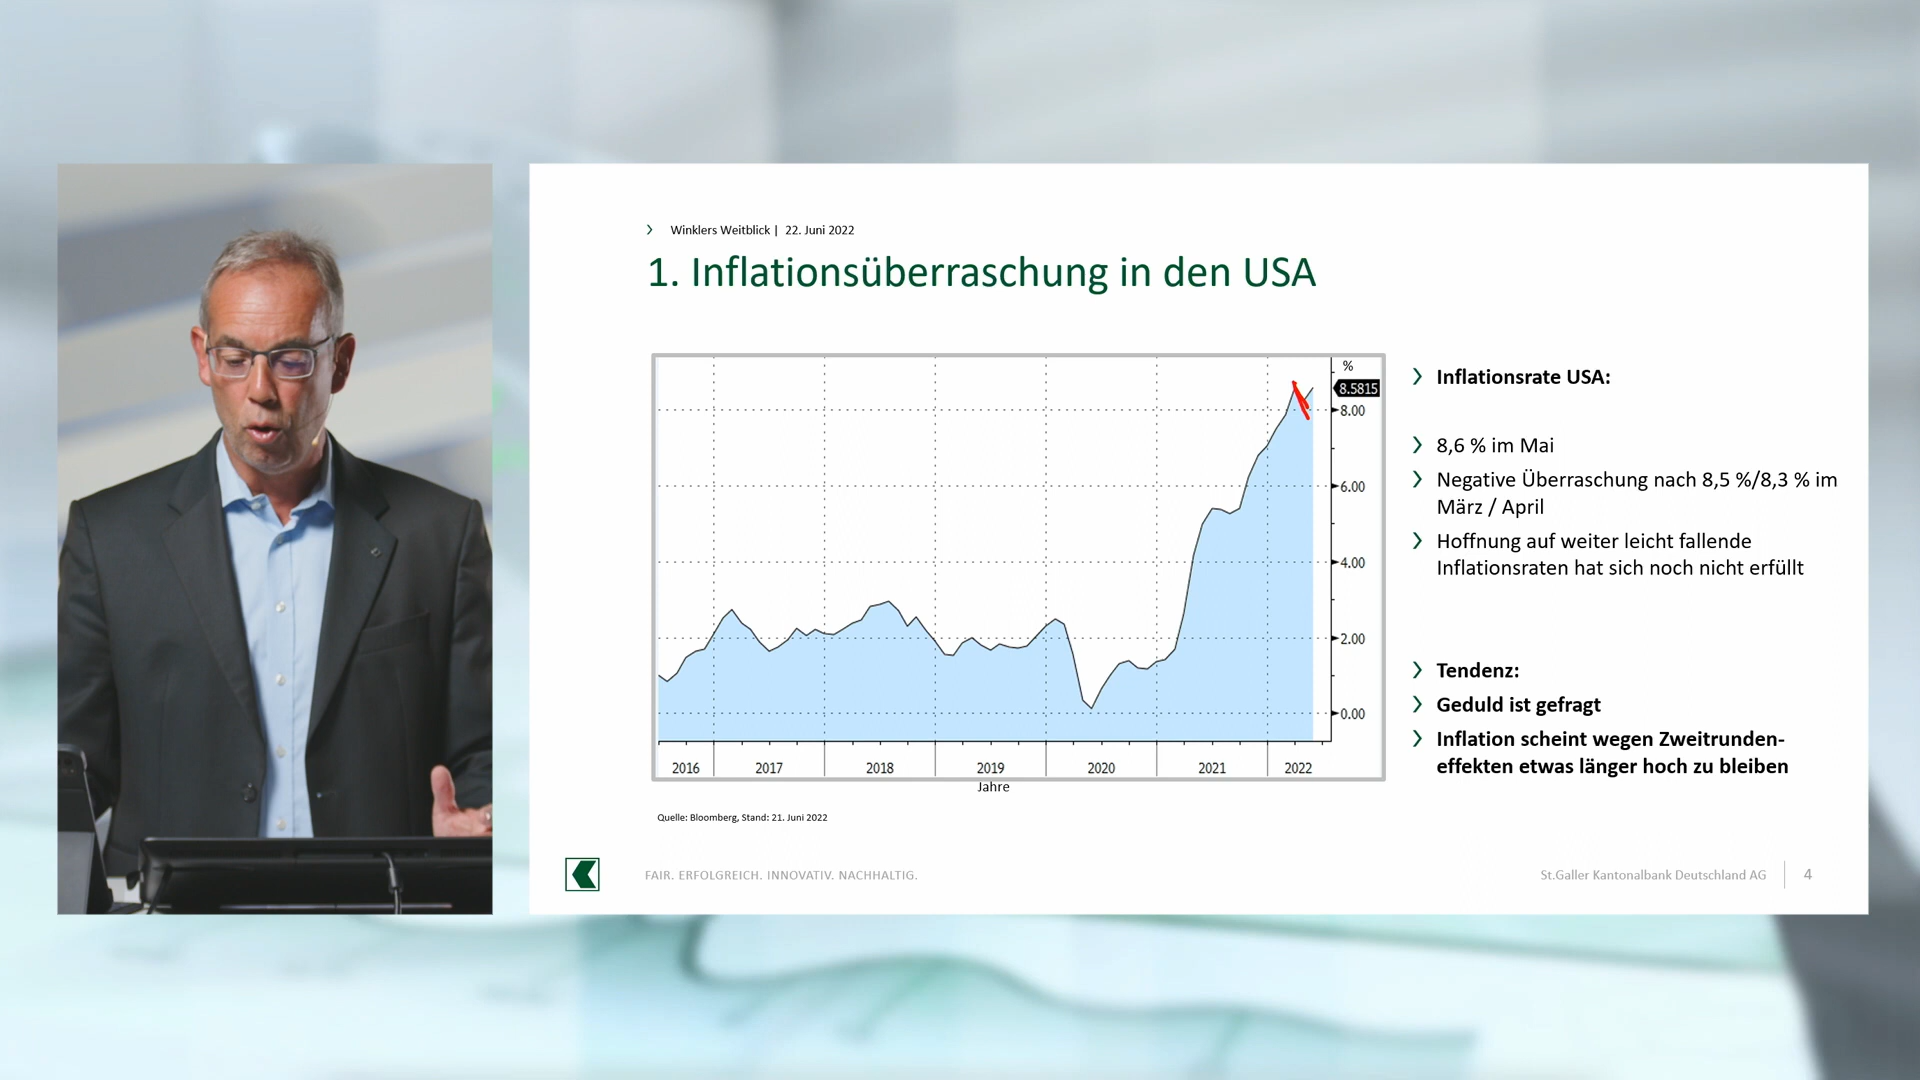 Winklers Weitblick | 22. Juni 2022
1. Inflationsüberraschung in den USA
%
8.5815
8.00
6.00
4.00
2.00
0.00
2016 2017 2018 2019 2020 2021 2022
Jahre
Quelle: Bloomberg, Stand: 21. Juni 2022
Inflationsrate USA:
8,6 % im Mai
Negative Überraschung nach 8,5 %/8,3 % im
März / April
Hoffnung auf weiter leicht fallende
Inflationsraten hat sich noch nicht erfüllt
Tendenz:
Geduld ist gefragt
Inflation scheint wegen Zweitrunden-
effekten etwas länger hoch zu bleiben
FAIR. ERFOLGREICH. INNOVATIV. NACHHALTIG.
St.Galler Kantonalbank Deutschland AG 4